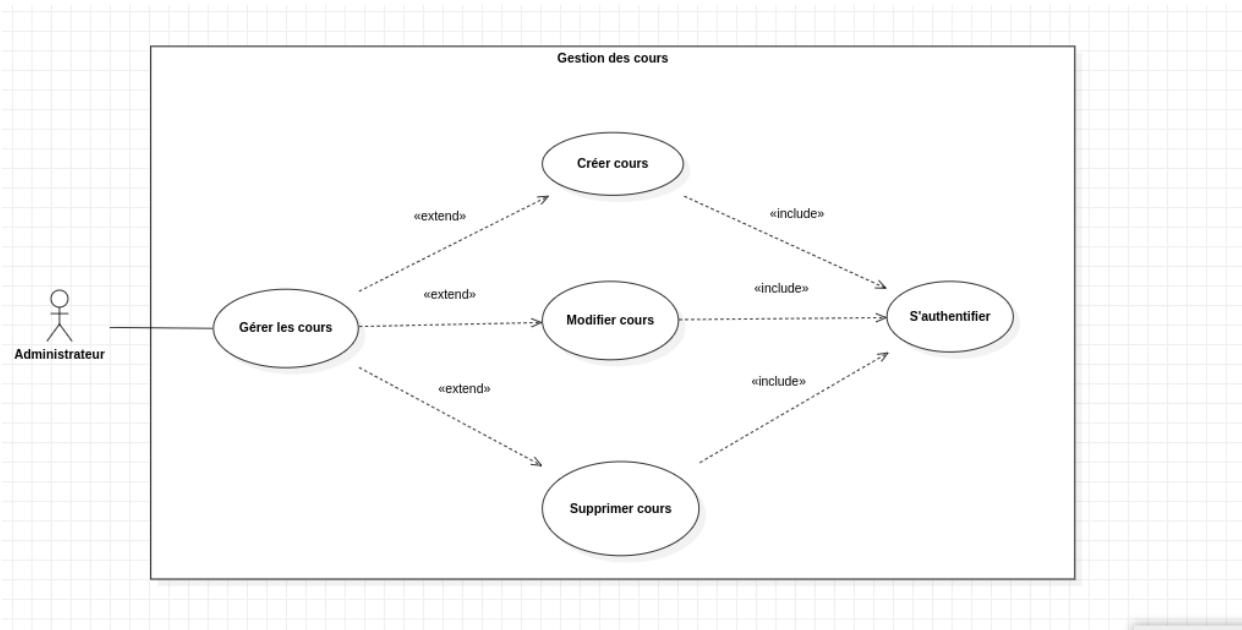 Gestion des cours
Créer cours
«extend»
«include»
«extend»
«include»
Gérer les cours
Modifier cours
S'authentifier
Administrateur
«extend»
«include»
Supprimer cours